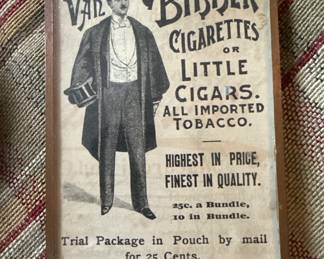 VAN BIBBER
CIGARETTES
OR
LITTLE
CIGARS.
ALL IMPORTED
TOBACCO.
HIGHEST IN PRICE,
FINEST IN QUALITY.
25c. a Bundle,
10 in Bundle.
Trial Package in Pouch by mail
for 25 Cents.